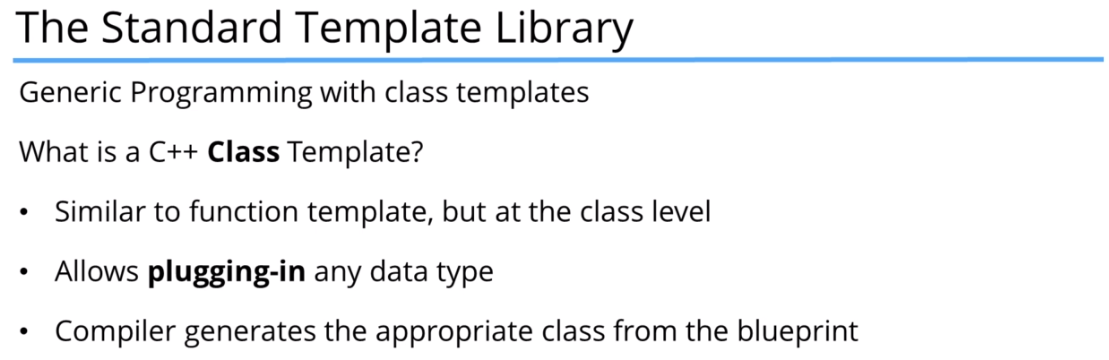 The Standard Template Library
Generic Programming with class templates
What is a C++ Class Template?
• Similar to function template, but at the class level
• Allows plugging-in any data type
• Compiler generates the appropriate class from the blueprint